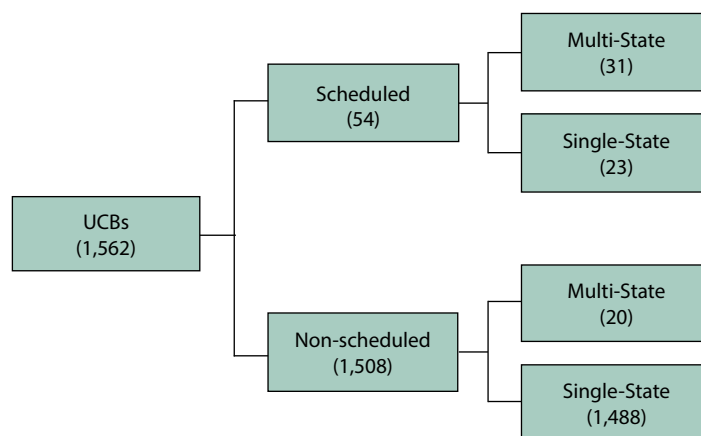 UCBs
(1,562)
Scheduled
(54)
Multi-State
(31)
Single-State
(23)
Non-scheduled
(1,508)
Multi-State
(20)
Single-State
(1,488)